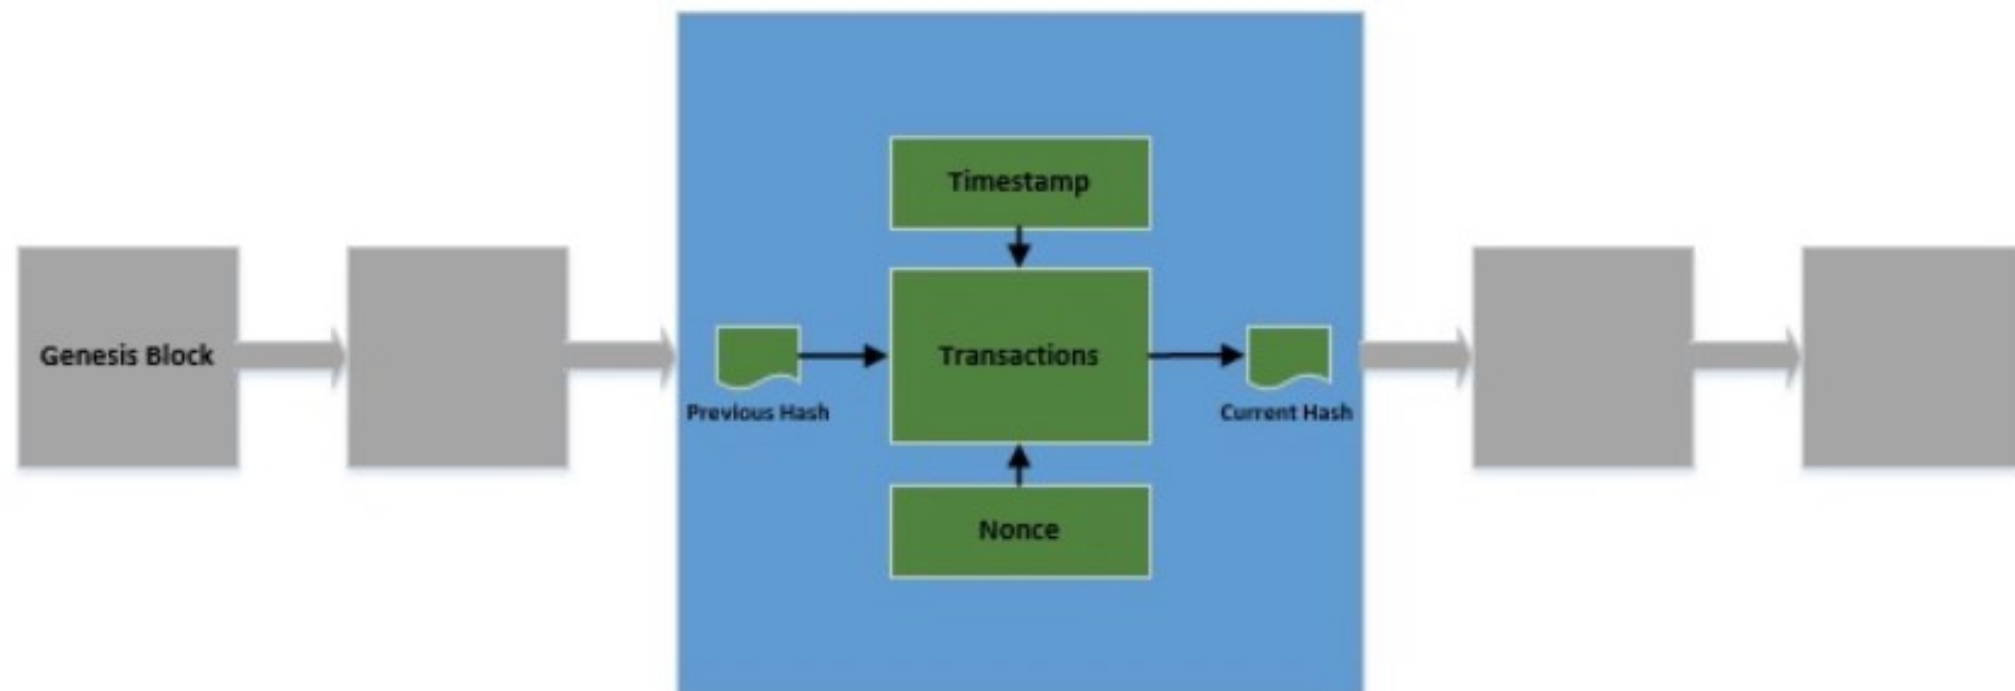 Timestamp
Genesis Block
Transactions
Previous Hash
Current Hash
Nonce